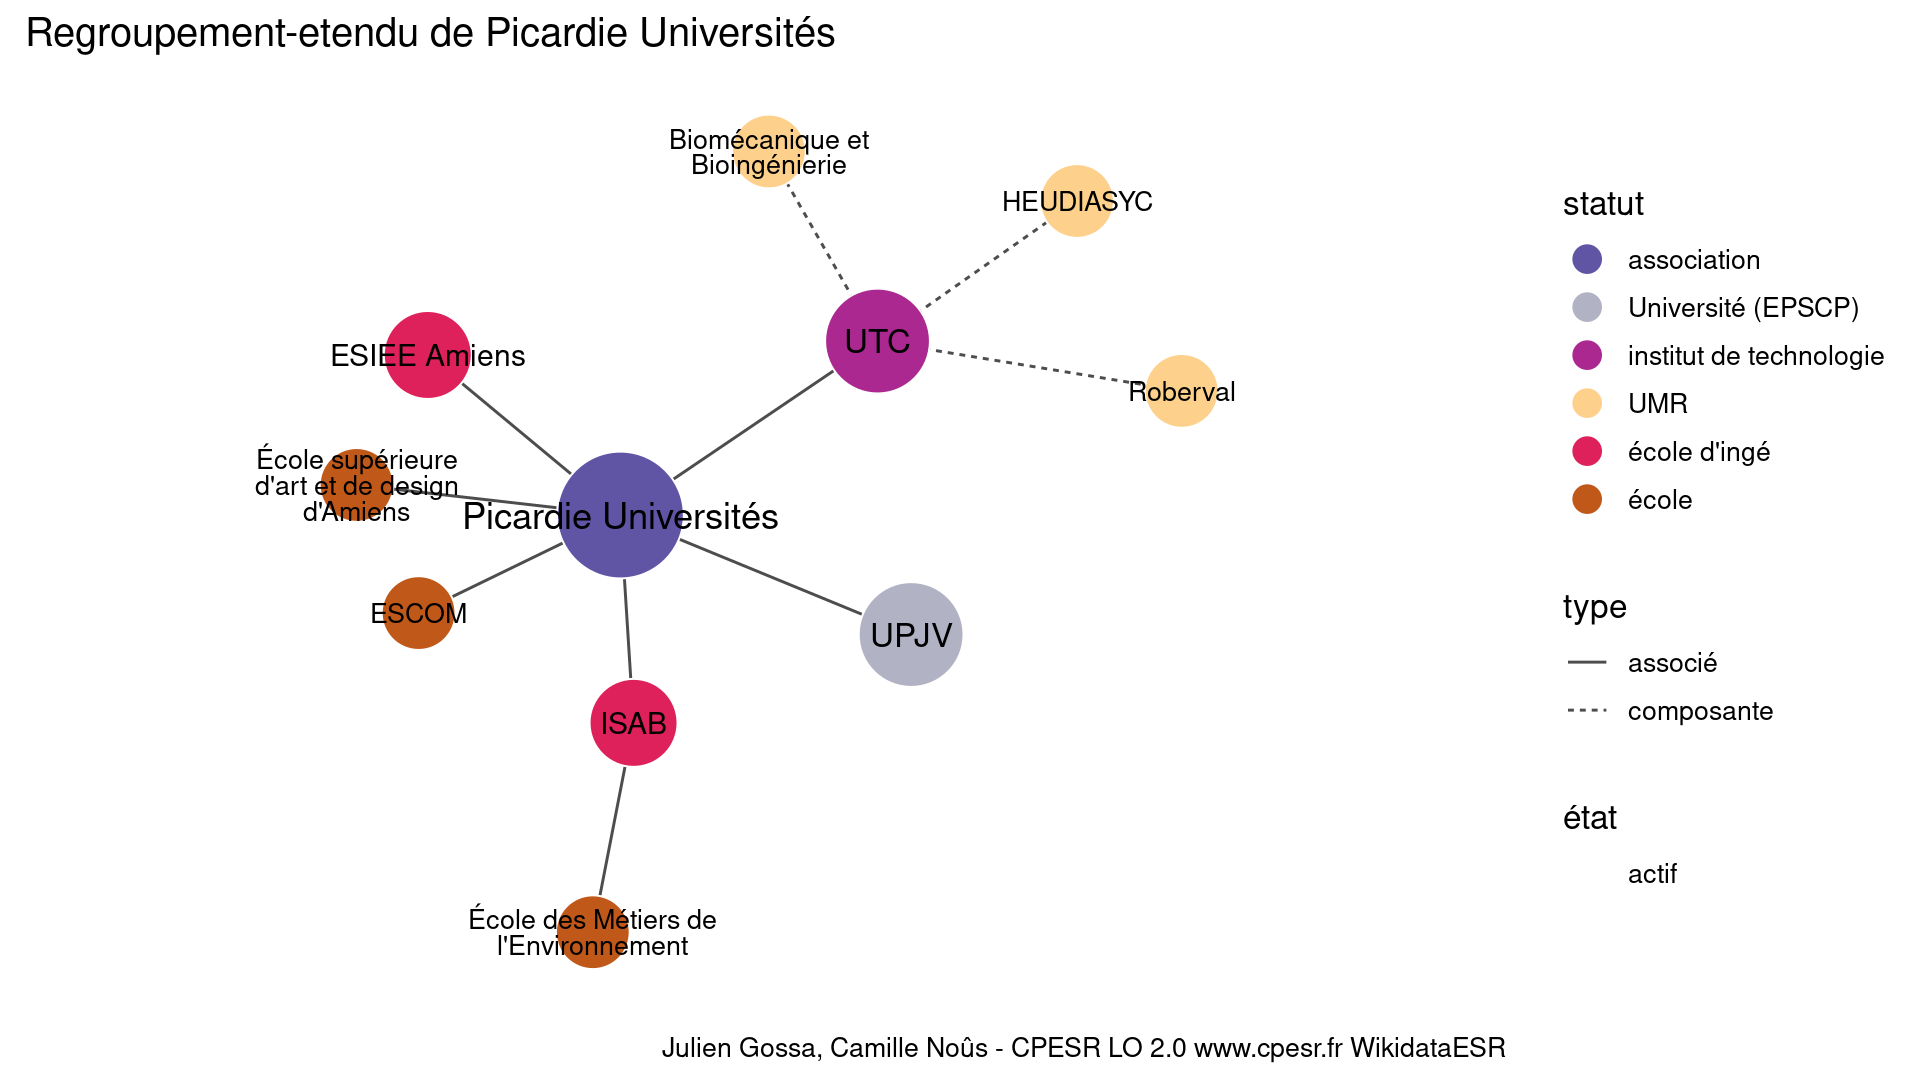 Regroupement-etendu de Picardie Universités
Biomécanique et
Bioingénierie
HEUDIASYC
UTC
ESIEE Amiens
Roberval
École supérieure
d'art et de design
d'Amiens
Picardie Universités
ESCOM
UPJV
ISAB
École des Métiers de
l'Environnement
statut
association
Université (EPSCP)
institut de technologie
UMR
école d'ingé
école
type
associé
composante
état
actif
Julien Gossa, Camille Noûs - CPESR LO 2.0 www.cpesr.fr WikidataESR